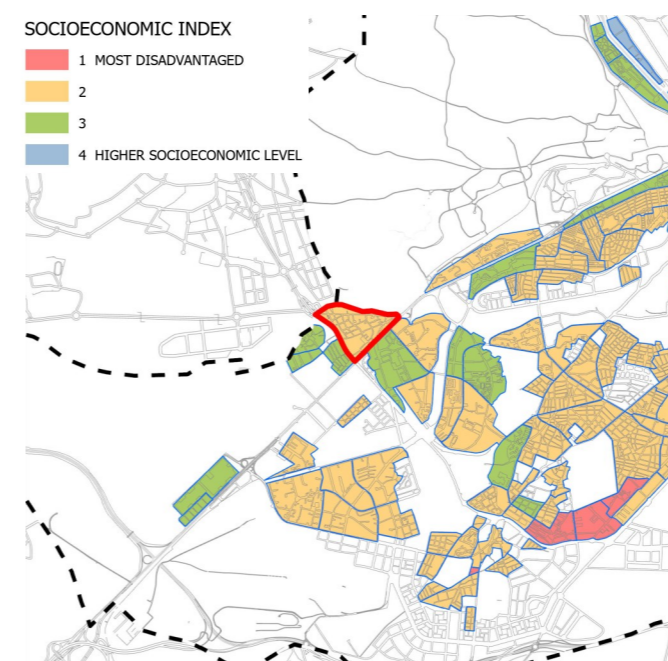 SOCIOECONOMIC INDEX
1 MOST DISADVANTAGED
2
3
4 HIGHER SOCIOECONOMIC LEVEL